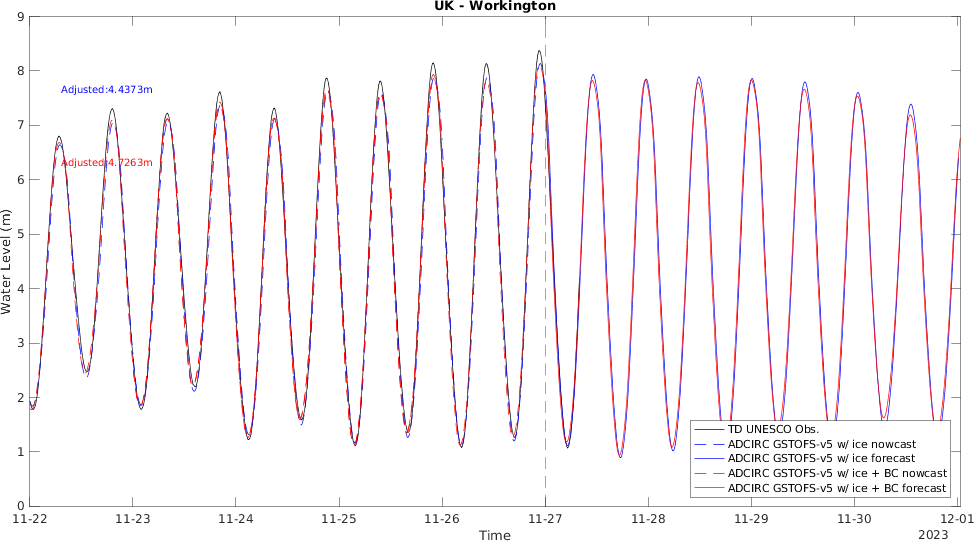 UK - Workington
9
8
7
6
5
4
3
2
1
0
Water Level (m)
Adjusted:4.4373m
Adjusted:4.7263m
TD UNESCO Obs.
ADCIRC GSTOFS-v5 w/ ice nowcast
ADCIRC GSTOFS-v5 w/ ice forecast
ADCIRC GSTOFS-v5 w/ ice + BC nowcast
ADCIRC GSTOFS-v5 w/ ice + BC forecast
11-22 11-23 11-24 11-25 11-26 11-27 11-28 11-29 11-30 12-01
Time
2023